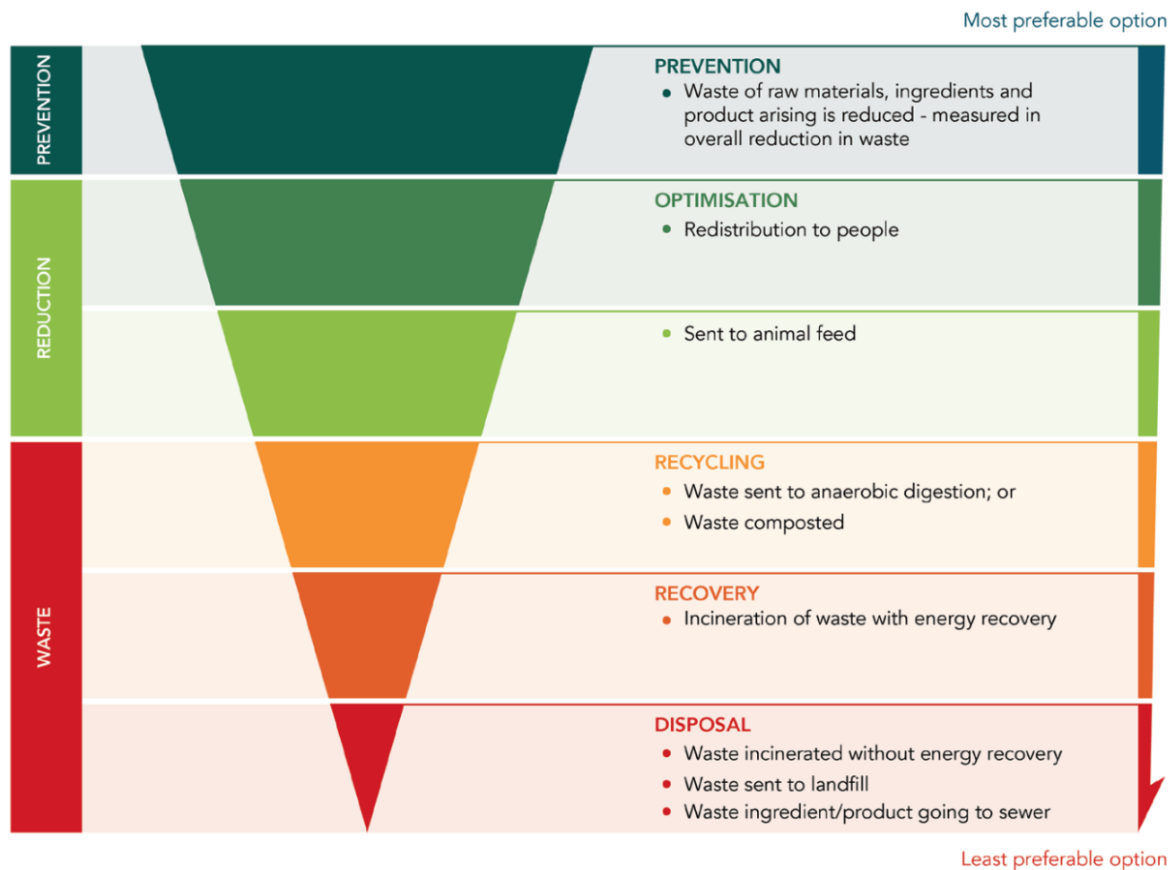 Most preferable option
PREVENTION
PREVENTION
• Waste of raw materials, ingredients and
product arising is reduced - measured in
overall reduction in waste
REDUCTION
OPTIMISATION
• Redistribution to people
• Sent to animal feed
WASTE
RECYCLING
• Waste sent to anaerobic digestion; or
• Waste composted
RECOVERY
• Incineration of waste with energy recovery
DISPOSAL
• Waste incinerated without energy recovery
• Waste sent to landfill
• Waste ingredient/product going to sewer
Least preferable option